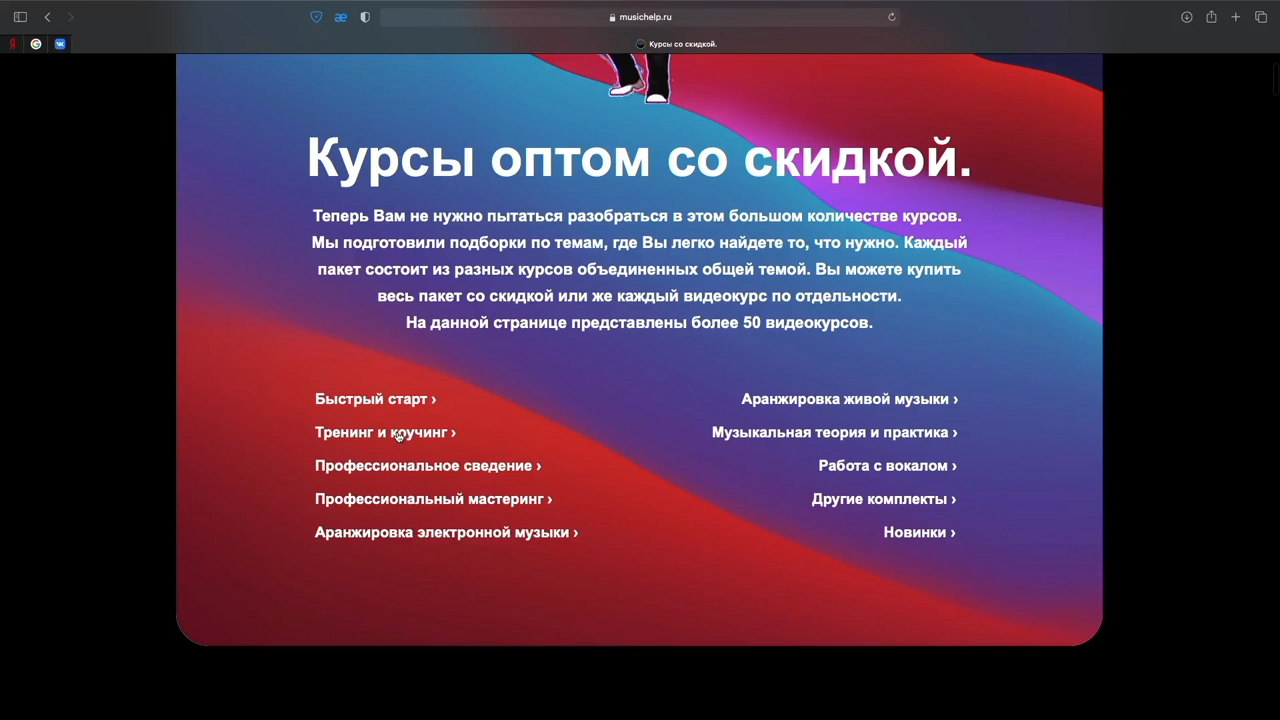 musichelp.ru
Я
Курсы со скидкой.
Курсы оптом со скидкой.
Теперь Вам не нужно пытаться разобраться в этом большом количестве курсов.
Мы подготовили подборки по темам, где Вы легко найдете то, что нужно. Каждый
пакет состоит из разных курсов объединенных общей темой. Вы можете купить
весь пакет со скидкой или же каждый видеокурс по отдельности.
На данной странице представлены более 50 видеокурсов.
Быстрый старт ›
Тренинг и коучинг ›
Профессиональное сведение ›
Профессиональный мастеринг ›
Аранжировка электронной музыки ›
Аранжировка живой музыки ›
Музыкальная теория и практика ›
Работа с вокалом ›
Другие комплекты ›
Новинки ›